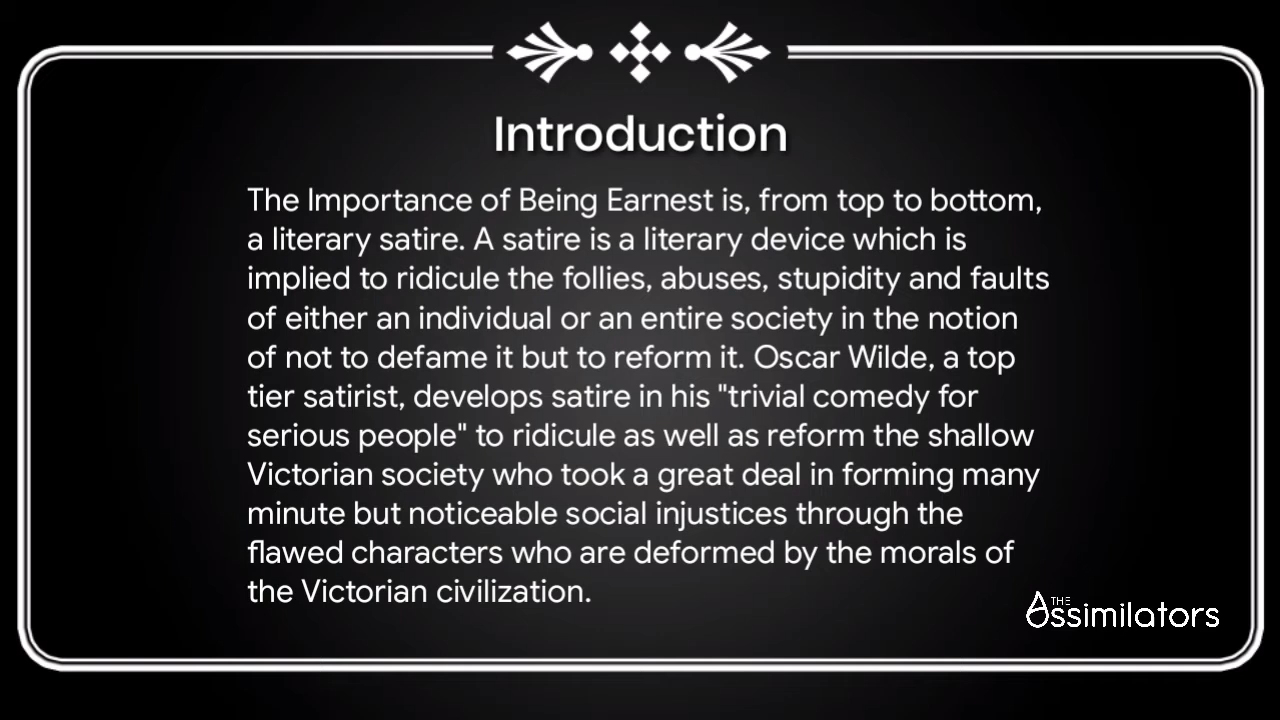 Introduction
The Importance of Being Earnest is, from top to bottom,
a literary satire. A satire is a literary device which is
implied to ridicule the follies, abuses, stupidity and faults
of either an individual or an entire society in the notion
of not to defame it but to reform it. Oscar Wilde, a top
tier satirist, develops satire in his "trivial comedy for
serious people" to ridicule as well as reform the shallow
Victorian society who took a great deal in forming many
minute but noticeable social injustices through the
flawed characters who are deformed by the morals of
the Victorian civilization.
THE
Assimilators